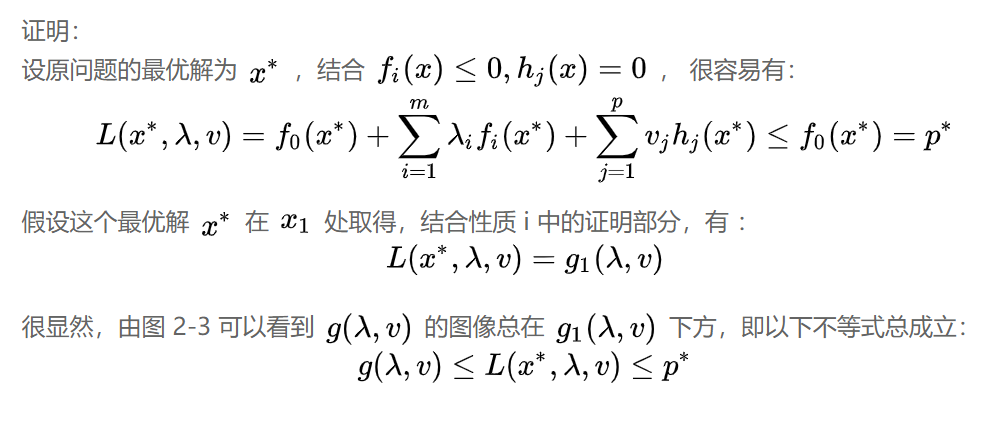 证明：
设原问题的最优解为 x* ，结合 fᵢ(x) ≤ 0, hⱼ(x) = 0 ， 很容易有：
L(x*, λ, v) = f₀(x*) + ∑_{i=1}^{m} λᵢfᵢ(x*) + ∑_{j=1}^{p} vⱼhⱼ(x*) ≤ f₀(x*) = p*
假设这个最优解 x* 在 x₁ 处取得，结合性质 i 中的证明部分，有 ：
L(x*, λ, v) = g₁(λ, v)
很显然，由图 2-3 可以看到 g(λ, v) 的图像总在 g₁(λ, v) 下方，即以下不等式总成立：
g(λ, v) ≤ L(x*, λ, v) ≤ p*